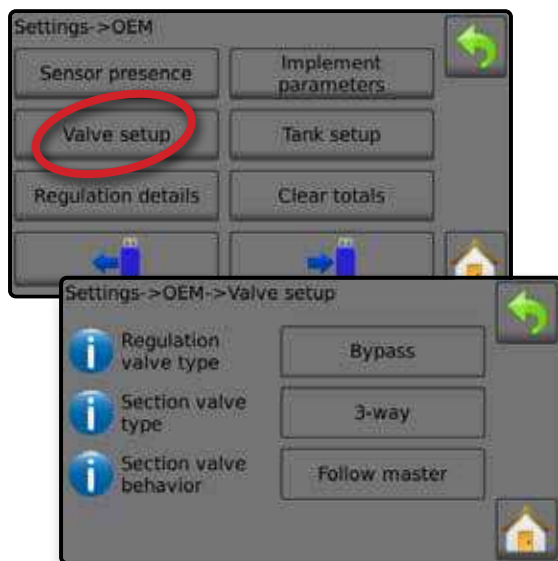 Settings->OEM
Sensor presence
Implement
parameters
Valve setup
Tank setup
Regulation details
Clear totals
Settings->OEM->Valve setup
Regulation
valve type
Bypass
Section valve
type
3-way
Section valve
behavior
Follow master